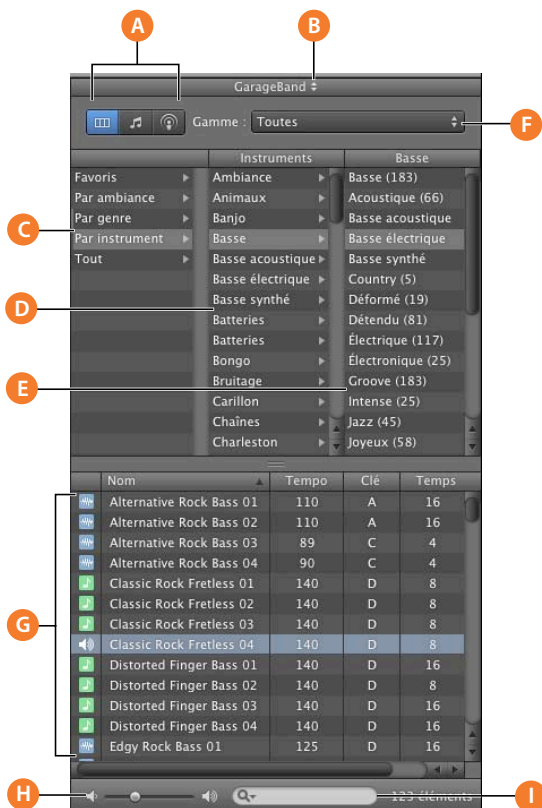 A
B
GarageBand
Gamme : Toutes
F
Instruments Basse
Favoris Ambiance Basse (183)
Par ambiance Animaux Acoustique (66)
Par genre Banjo Basse acoustique
C
Par instrument Basse Basse électrique
Tout Basse acoustique Basse synthé
Basse électrique Country (5)
D
Basse synthé Déformé (19)
Batteries Détendu (81)
Batteries Électrique (117)
Bongo Électronique (25)
E
Bruitage Groove (183)
Carillon Intense (25)
Chaînes Jazz (45)
Charleston Joyeux (58)
Nom Tempo Clé Temps
Alternative Rock Bass 01 110 A 16
Alternative Rock Bass 02 110 A 16
Alternative Rock Bass 03 89 C 4
Alternative Rock Bass 04 90 C 4
Classic Rock Fretless 01 140 D 8
Classic Rock Fretless 02 140 D 8
G
Classic Rock Fretless 03 140 D 8
Classic Rock Fretless 04 140 D 8
Distorted Finger Bass 01 140 D 16
Distorted Finger Bass 02 140 D 8
Distorted Finger Bass 03 140 D 16
Distorted Finger Bass 04 140 D 16
Edgy Rock Bass 01 125 D 16
H
123 éléments
I